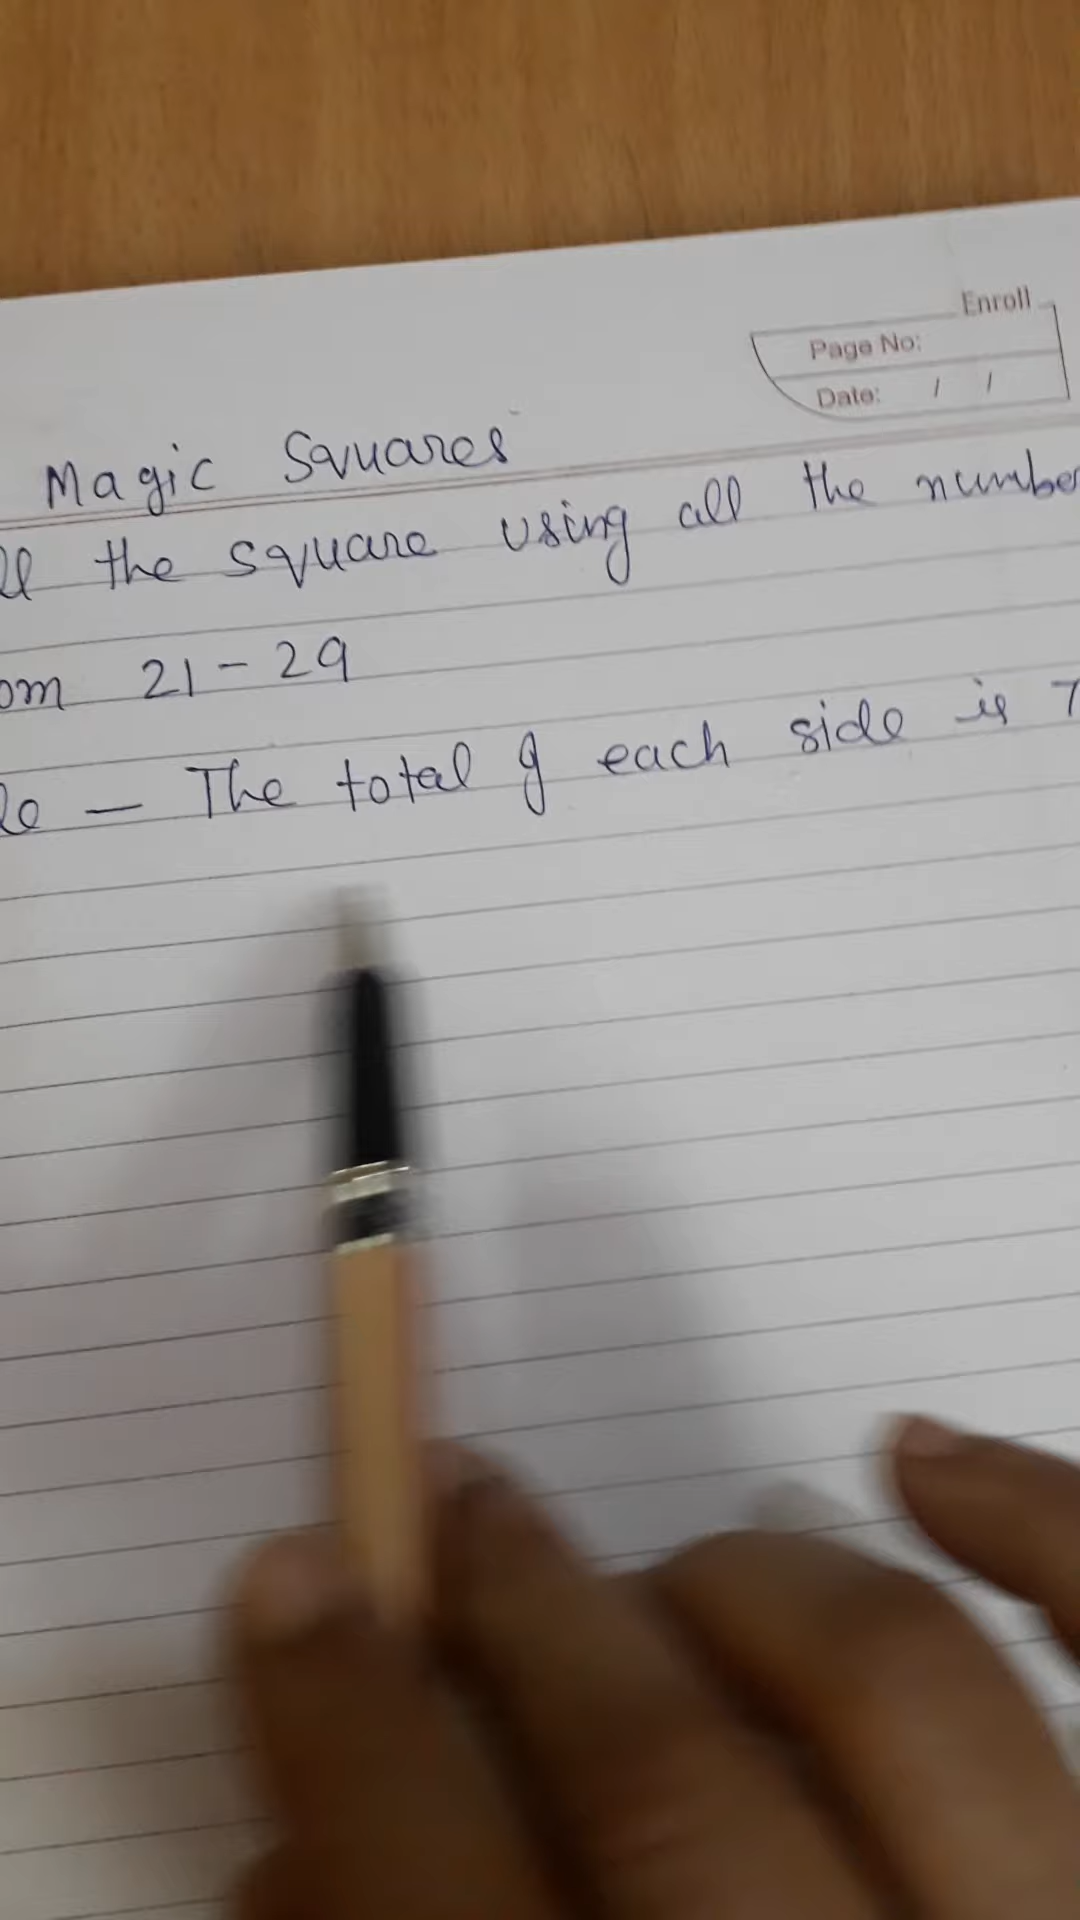 Enroll
Page No:
Date: / /
Magic Squares
the square using all the number
21-29
— The total of each side is 7